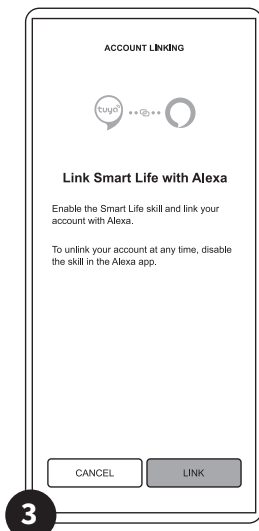 ACCOUNT LINKING
tuya
Link Smart Life with Alexa
Enable the Smart Life skill and link your
account with Alexa.
To unlink your account at any time, disable
the skill in the Alexa app.
CANCEL LINK
3